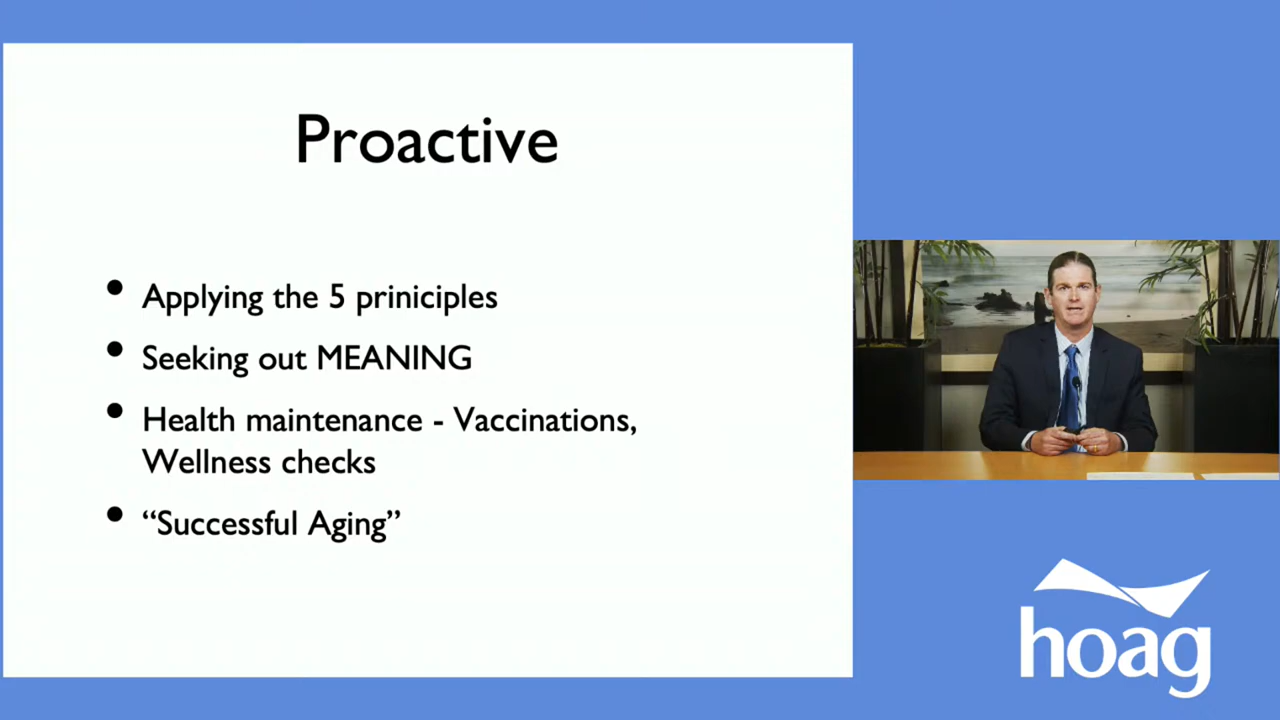 Proactive
• Applying the 5 priniciples
• Seeking out MEANING
• Health maintenance - Vaccinations,
Wellness checks
• “Successful Aging”
hoag